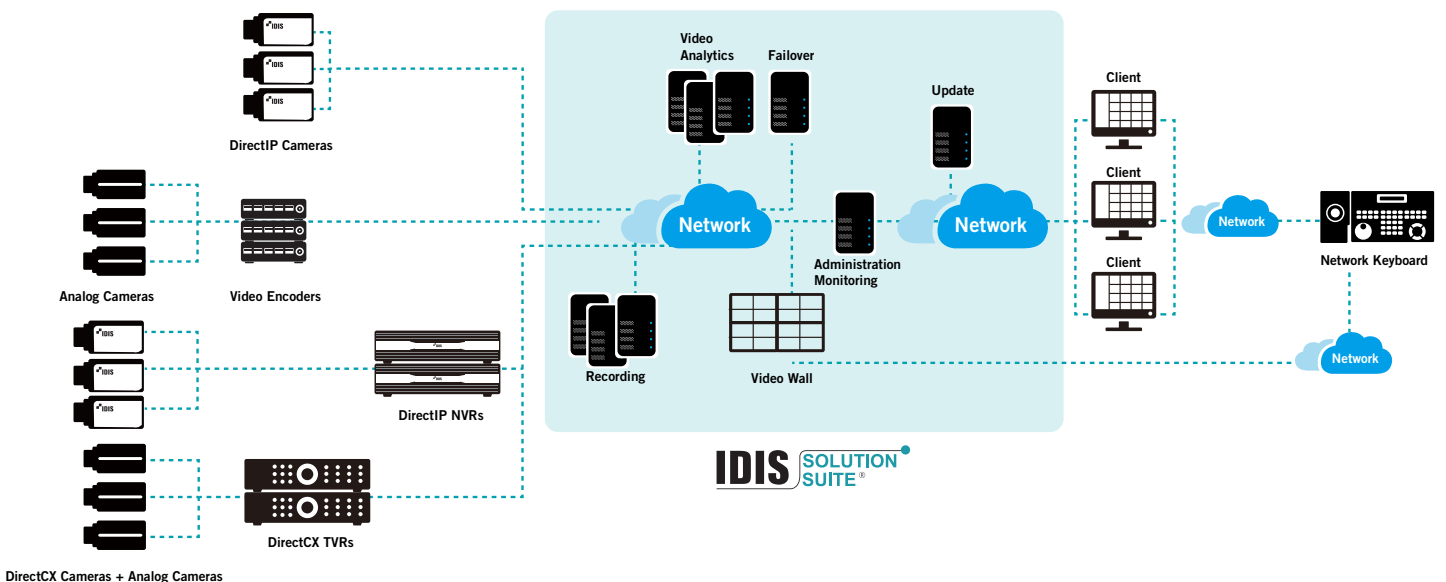 IDIS
IDIS
IDIS
DirectIP Cameras
Analog Cameras
Video Encoders
IDIS
IDIS
IDIS
DirectIP NVRs
DirectCX TVRs
DirectCX Cameras + Analog Cameras
Video
Analytics
Failover
Update
Network
Network
Administration
Monitoring
Recording
Video Wall
IDIS SOLUTION
SUITE®
Client
Client
Client
Network
Network Keyboard
Network